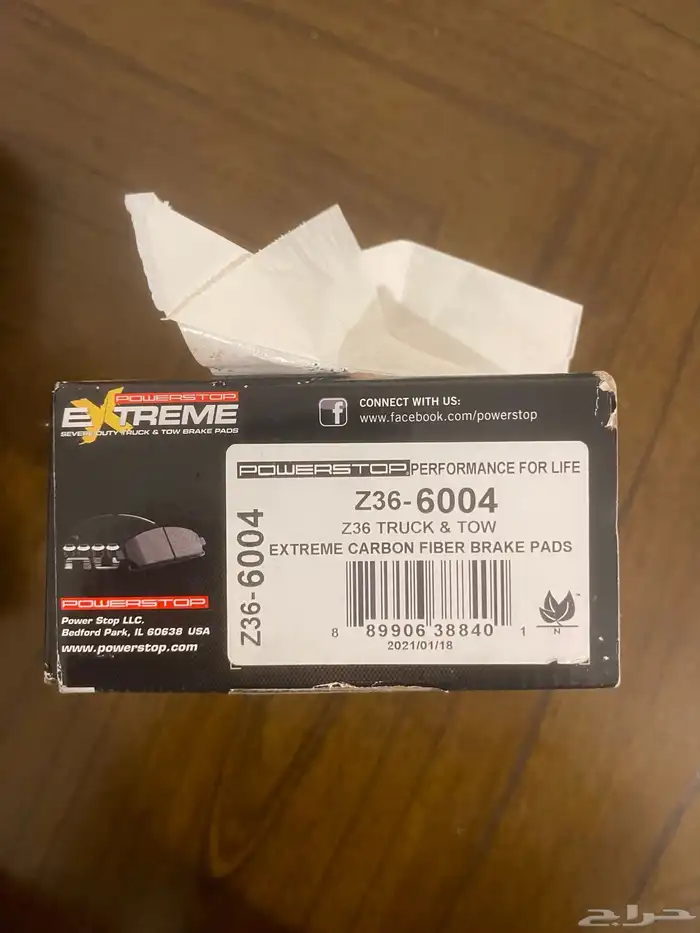 POWERSTOP
EXTREME
SEVERE DUTY TRUCK & TOW BRAKE PADS
CONNECT WITH US:
www.facebook.com/powerstop
POWERSTOP PERFORMANCE FOR LIFE
Z36-6004
Z36 TRUCK & TOW
EXTREME CARBON FIBER BRAKE PADS
Z36-6004
8 89906 38840 1
2021/01/18
N
POWERSTOP
Power Stop LLC.
Bedford Park, IL 60638 USA
www.powerstop.com
حراج